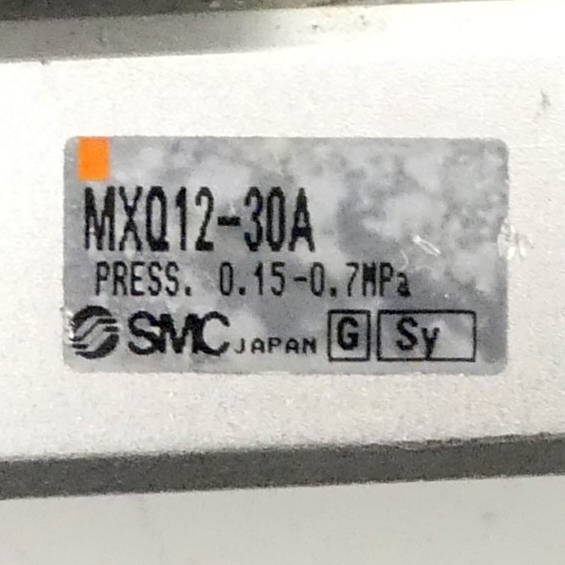 MXQ12-30A
PRESS. 0.15-0.7MPa
SMC JAPAN G Sy